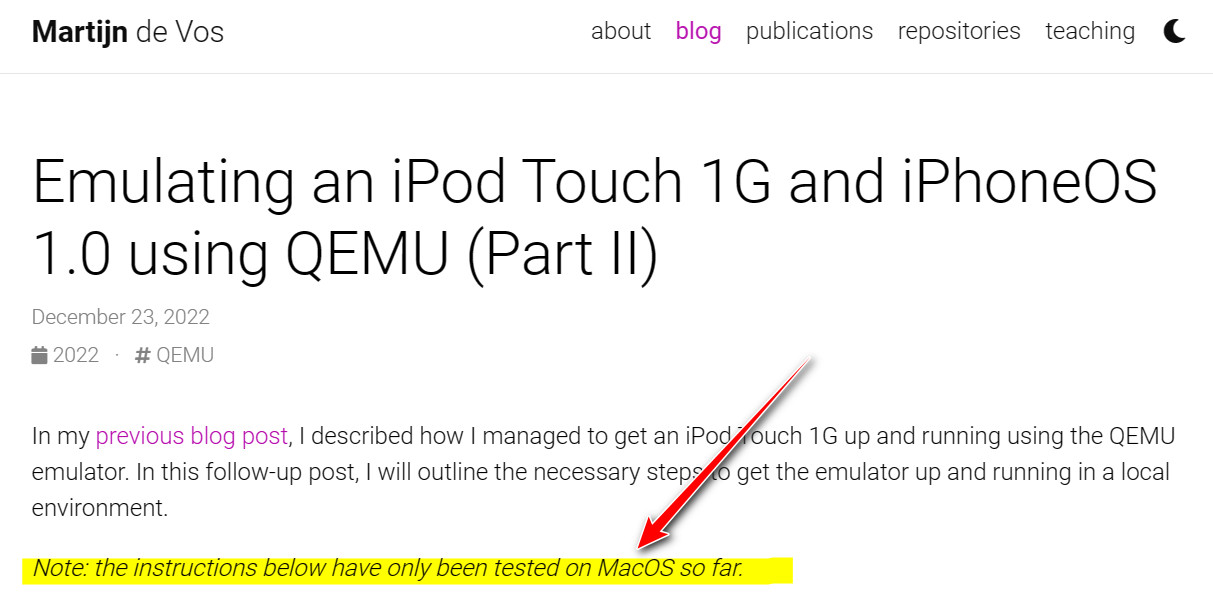 Martijn de Vos
about blog publications repositories teaching
Emulating an iPod Touch 1G and iPhoneOS
1.0 using QEMU (Part II)
December 23, 2022
2022 · # QEMU
In my previous blog post, I described how I managed to get an iPod Touch 1G up and running using the QEMU
emulator. In this follow-up post, I will outline the necessary steps to get the emulator up and running in a local
environment.
Note: the instructions below have only been tested on MacOS so far.